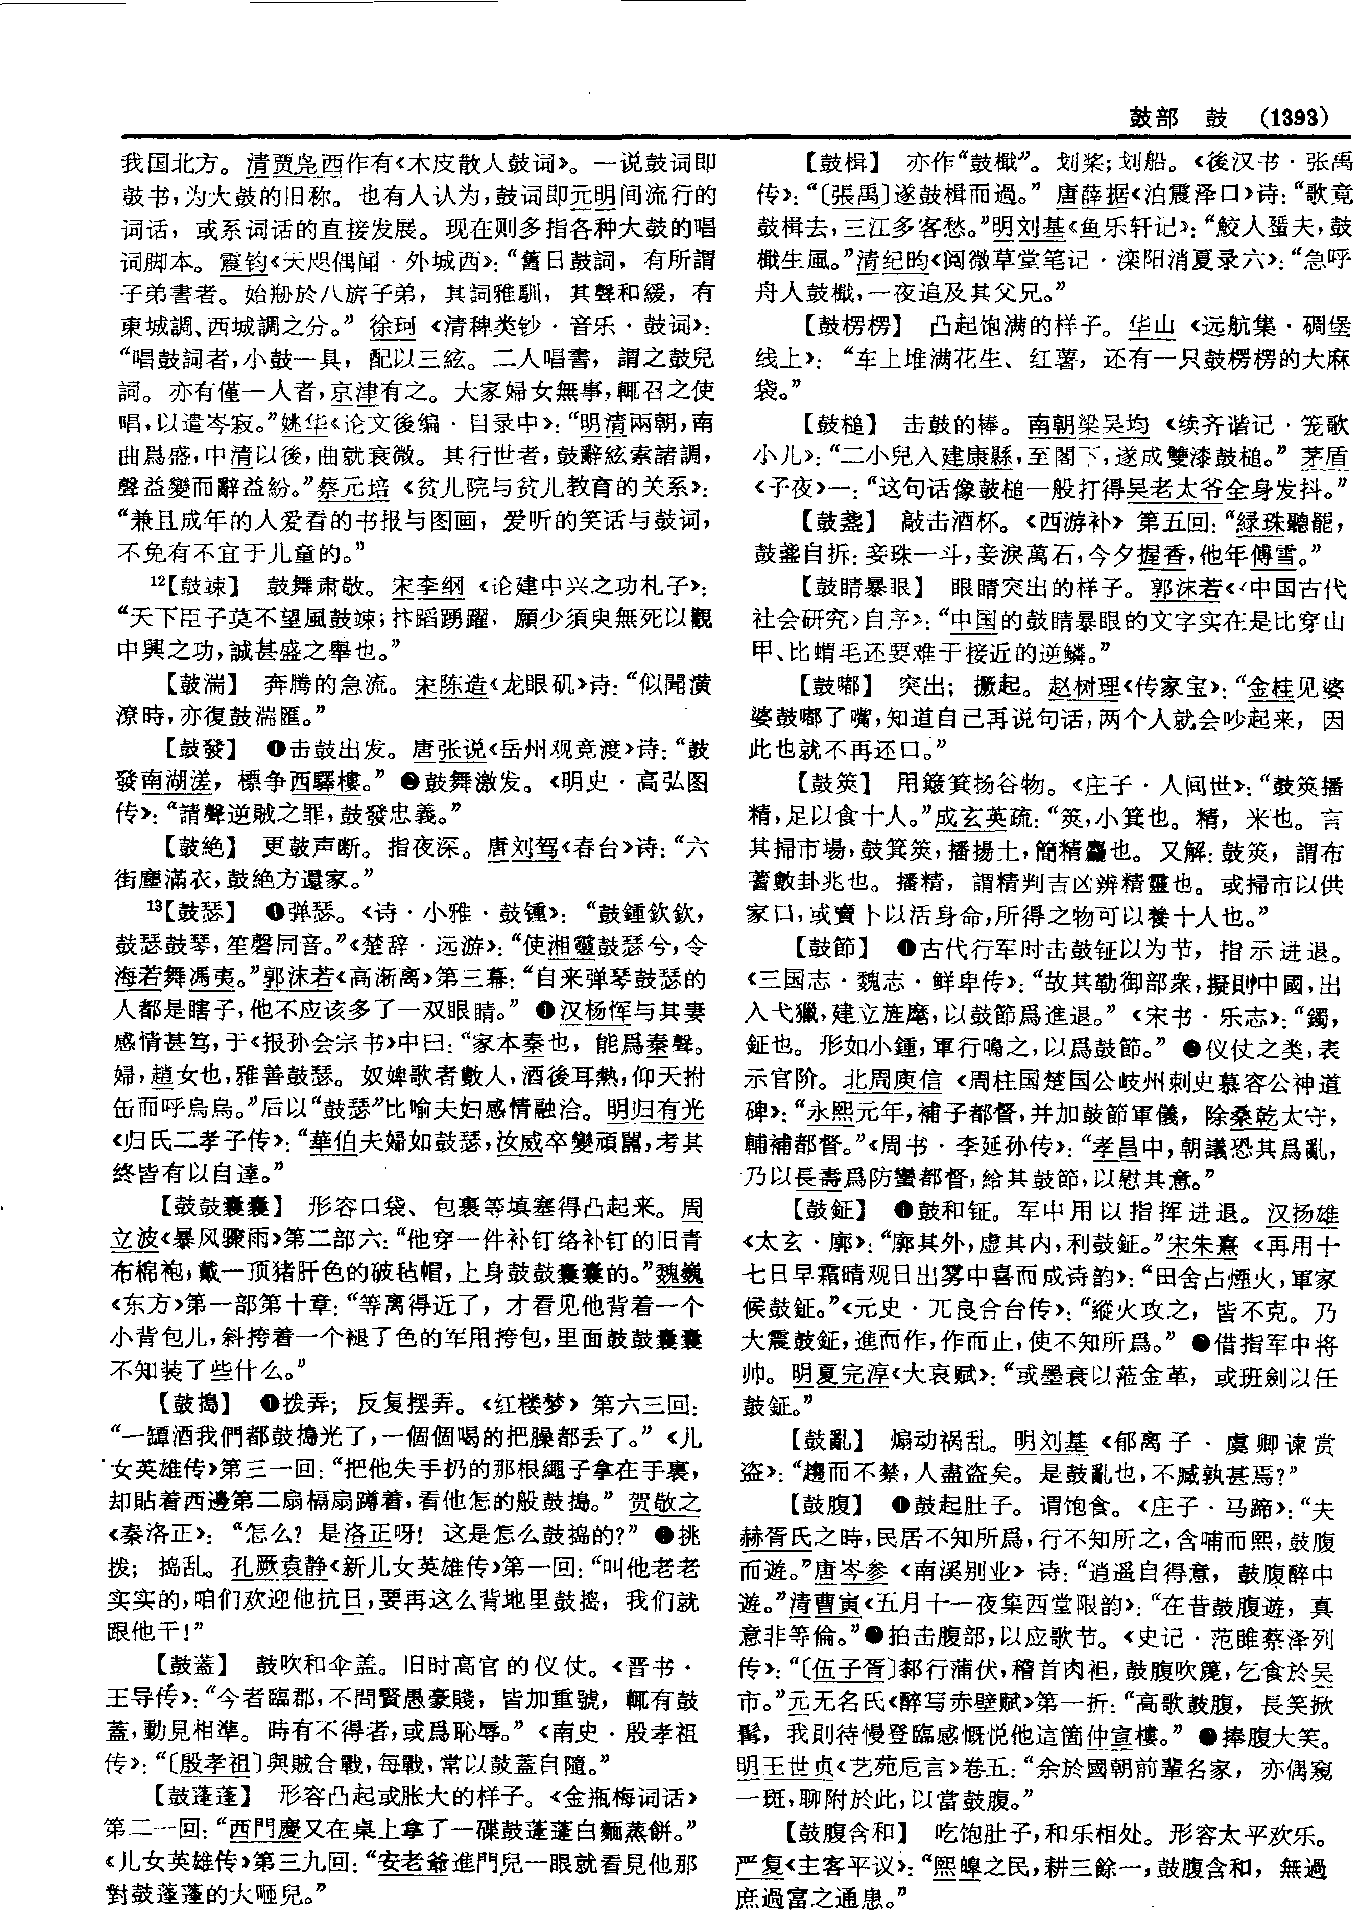 鼓部 鼓 (1393)
我国北方。清贾凫西作有《木皮散人鼓词》。一说鼓词即
鼓书，为大鼓的旧称。也有人认为，鼓词即元明间流行的
词话，或系词话的直接发展。现在则多指各种大鼓的唱
词脚本。震钧《天咫偶闻·外城西》：“舊日鼓詞，有所謂
子弟書者。始刱於八旂子弟，其詞雅馴，其聲和緩，有
東城調、西城調之分。”徐珂《清稗类钞·音乐·鼓词》：
“唱鼓詞者，小鼓一具，配以三絃。二人唱書，謂之鼓兒
詞。亦有僅一人者，京津有之。大家婦女無事，輒召之使
唱，以遣岑寂。”姚华《论文後编·目录中》：“明清兩朝，南
曲爲盛，中清以後，曲就衰微。其行世者，鼓辭絃索諸調，
聲益變而辭益紛。”蔡元培《贫儿院与贫儿教育的关系》：
“兼且成年的人爱看的书报与图画，爱听的笑话与鼓词，
不免有不宜于儿童的。”
12【鼓竦】 鼓舞肃敬。宋李纲《论建中兴之功札子》：
“天下臣子莫不望風鼓竦；抃蹈踴躍，願少須臾無死以觀
中興之功，誠甚盛之舉也。”
【鼓湍】 奔腾的急流。宋陈造《龙眼矶》诗：“似聞潢
潦時，亦復鼓湍匯。”
【鼓發】 ❶击鼓出发。唐张说《岳州观竞渡》诗：“鼓
發南湖溠，標争西驛樓。”❷鼓舞激发。《明史·高弘图
传》：“請聲逆贼之罪，鼓發忠義。”
【鼓絶】 更鼓声断。指夜深。唐刘驾《春台》诗：“六
街塵滿衣，鼓絶方還家。”
13【鼓瑟】 ❶弹瑟。《诗·小雅·鼓锺》：“鼓鍾欽欽，
鼓瑟鼓琴，笙磬同音。”《楚辞·远游》：“使湘靈鼓瑟兮，令
海若舞馮夷。”郭沫若《高渐离》第三幕：“自来弹琴鼓瑟的
人都是瞎子，他不应该多了一双眼睛。”❷汉杨恽与其妻
感情甚笃，于《报孙会宗书》中曰：“家本秦也，能爲秦聲。
婦，趙女也，雅善鼓瑟。奴婢歌者數人，酒後耳熱，仰天拊
缶而呼烏烏。”后以“鼓瑟”比喻夫妇感情融洽。明归有光
《归氏二孝子传》：“華伯夫婦如鼓瑟，汝威卒變頑嚚，考其
終皆有以自達。”
【鼓鼓囊囊】 形容口袋、包裹等填塞得凸起来。周
立波《暴风骤雨》第二部六：“他穿一件补钉络补钉的旧青
布棉袍，戴一顶猪肝色的破毡帽，上身鼓鼓囊囊的。”魏巍
《东方》第一部第十章：“等离得近了，才看见他背着一个
小背包儿，斜挎着一个褪了色的军用挎包，里面鼓鼓囊囊
不知装了些什么。”
【鼓搗】 ❶拨弄；反复摆弄。《红楼梦》第六三回：
“一罈酒我們都鼓搗光了，一個個喝的把臊都丢了。”《儿
女英雄传》第三一回：“把他失手扔的那根繩子拿在手裏，
却貼着西邊第二扇槅扇蹲着，看他怎的般鼓搗。”贺敬之
《秦洛正》：“怎么？是洛正呀！这是怎么鼓捣的？”❷挑
拨；捣乱。孔厥袁静《新儿女英雄传》第一回：“叫他老老
实实的，咱们欢迎他抗日，要再这么背地里鼓捣，我们就
跟他干！”
【鼓蓋】 鼓吹和伞盖。旧时高官的仪仗。《晋书·
王导传》：“今者臨郡，不問賢愚豪賤，皆加重號，輒有鼓
蓋，動見相準。時有不得者，或爲恥辱。”《南史·殷孝祖
传》：“〔殷孝祖〕與賊合戰，每戰，常以鼓蓋自隨。”
【鼓蓬蓬】 形容凸起或胀大的样子。《金瓶梅词话》
第二一回：“西門慶又在桌上拿了一碟鼓蓬蓬白麵蒸餅。”
《儿女英雄传》第三九回：“安老爺進門兒一眼就看見他那
對鼓蓬蓬的大咂兒。”
【鼓楫】 亦作“鼓檝”。划桨；划船。《後汉书·张禹
传》：“〔張禹〕遂鼓楫而過。”唐薛据《泊震泽口》诗：“歌竟
鼓楫去，三江多客愁。”明刘基《鱼乐轩记》：“鮫人蜑夫，鼓
檝生風。”清纪昀《阅微草堂笔记·滦阳消夏录六》：“急呼
舟人鼓檝，一夜追及其父兄。”
【鼓楞楞】 凸起饱满的样子。华山《远航集·碉堡
线上》：“车上堆满花生、红薯，还有一只鼓楞楞的大麻
袋。”
【鼓槌】 击鼓的棒。南朝梁吴均《续齐谐记·笼歌
小儿》：“二小兒入建康縣，至閣下，遂成雙漆鼓槌。”茅盾
《子夜》一：“这句话像鼓槌一般打得吴老太爷全身发抖。”
【鼓盞】 敲击酒杯。《西游补》第五回：“緑珠聽罷，
鼓盞自拆：妾珠一斗，妾淚萬石，今夕握香，他年傅雪。”
【鼓睛暴眼】 眼睛突出的样子。郭沫若《〈中国古代
社会研究〉自序》：“中国的鼓睛暴眼的文字实在是比穿山
甲、比蝟毛还要难于接近的逆鳞。”
【鼓嘟】 突出；撅起。赵树理《传家宝》：“金桂见婆
婆鼓嘟了嘴，知道自己再说句话，两个人就会吵起来，因
此也就不再还口。”
【鼓筴】 用簸箕扬谷物。《庄子·人间世》：“鼓筴播
精，足以食十人。”成玄英疏：“筴，小箕也。精，米也。言
其掃市場，鼓箕筴，播揚土，簡精麤也。又解：鼓筴，謂布
蓍數卦兆也。播精，謂精判吉凶辨精靈也。或掃市以供
家口，或賣卜以活身命，所得之物可以養十人也。”
【鼓節】 ❶古代行军时击鼓钲以为节，指示进退。
《三国志·魏志·鲜卑传》：“故其勒御部衆，擬則中國，出
入弋獵，建立旌麾，以鼓節爲進退。”《宋书·乐志》：“鐲，
鉦也。形如小鍾，軍行鳴之，以爲鼓節。”❷仪仗之类，表
示官阶。北周庾信《周柱国楚国公岐州刺史慕容公神道
碑》：“永熙元年，補子都督，并加鼓節軍儀，除桑乾太守，
輔補都督。”《周书·李延孙传》：“孝昌中，朝議恐其爲亂，
乃以長壽爲防蠻都督，給其鼓節，以慰其意。”
【鼓鉦】 ❶鼓和钲。军中用以指挥进退。汉扬雄
《太玄·廓》：“廓其外，虚其内，利鼓鉦。”宋朱熹《再用十
七日早霜晴观日出雾中喜而成诗韵》：“田舍占煙火，軍家
候鼓鉦。”《元史·兀良合台传》：“縱火攻之，皆不克。乃
大震鼓鉦，進而作，作而止，使不知所爲。”❷借指军中将
帅。明夏完淳《大哀赋》：“或墨衰以蒞金革，或班劍以任
鼓鉦。”
【鼓亂】 煽动祸乱。明刘基《郁离子·虞卿谏赏
盗》：“趨而不禁，人盡盗矣。是鼓亂也，不臧孰甚焉？”
【鼓腹】 ❶鼓起肚子。谓饱食。《庄子·马蹄》：“夫
赫胥氏之時，民居不知所爲，行不知所之，含哺而熙，鼓腹
而遊。”唐岑参《南溪别业》诗：“逍遥自得意，鼓腹醉中
遊。”清曹寅《五月十一夜集西堂限韵》：“在昔鼓腹遊，真
意非等倫。”❷拍击腹部，以应歌节。《史记·范雎蔡泽列
传》：“〔伍子胥〕䣛行蒲伏，稽首肉袒，鼓腹吹篪，乞食於吴
市。”元无名氏《醉写赤壁赋》第一折：“高歌鼓腹，長笑掀
髯，我則待慢登臨感慨悦他這箇仲宣樓。”❸捧腹大笑。
明王世贞《艺苑卮言》卷五：“余於國朝前輩名家，亦偶窺
一斑，聊附於此，以當鼓腹。”
【鼓腹含和】 吃饱肚子，和乐相处。形容太平欢乐。
严复《主客平议》：“熙皞之民，耕三餘一，鼓腹含和，無過
庶過富之通患。”